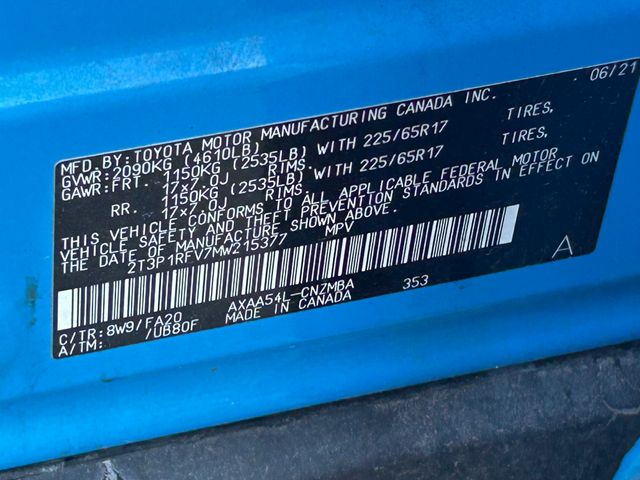 06/21
MFD. BY: TOYOTA MOTOR MANUFACTURING CANADA INC.
GVWR: 2090KG (4610LB)
GAWR: FRT. 1150KG (2535LB) WITH 225/65R17 TIRES,
17x7.0J RIMS.
RR. 1150KG (2535LB) WITH 225/65R17 TIRES,
17x7.0J RIMS.
THIS VEHICLE CONFORMS TO ALL APPLICABLE FEDERAL MOTOR
VEHICLE SAFETY AND THEFT PREVENTION STANDARDS IN EFFECT ON
THE DATE OF MANUFACTURE SHOWN ABOVE.
2T3P1RFV7MW215377 MPV
A
C/TR: 8W9/FA20 AXAA54L-CNZMBA 353
A/TM: /UB80F MADE IN CANADA